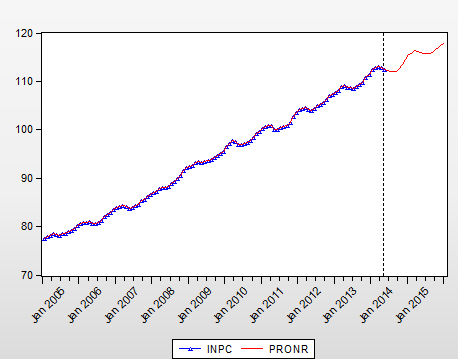 120
110
100
90
80
70
Jan 2005
Jan 2006
Jan 2007
Jan 2008
Jan 2009
Jan 2010
Jan 2011
Jan 2012
Jan 2013
Jan 2014
Jan 2015
INPC PRONR